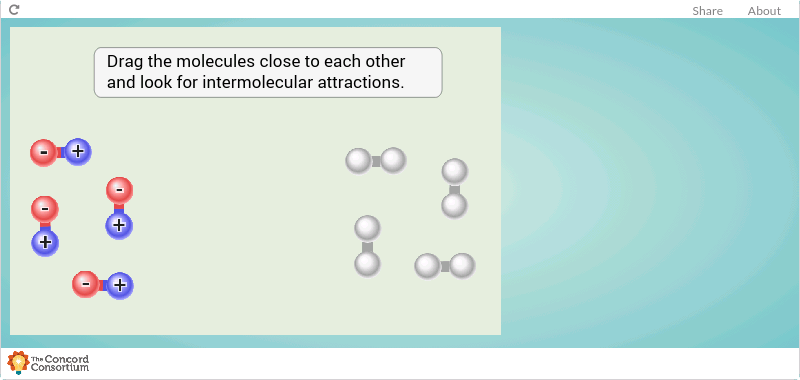 Share About
Drag the molecules close to each other
and look for intermolecular attractions.
- +
- -
+ +
- +
The Concord
Consortium